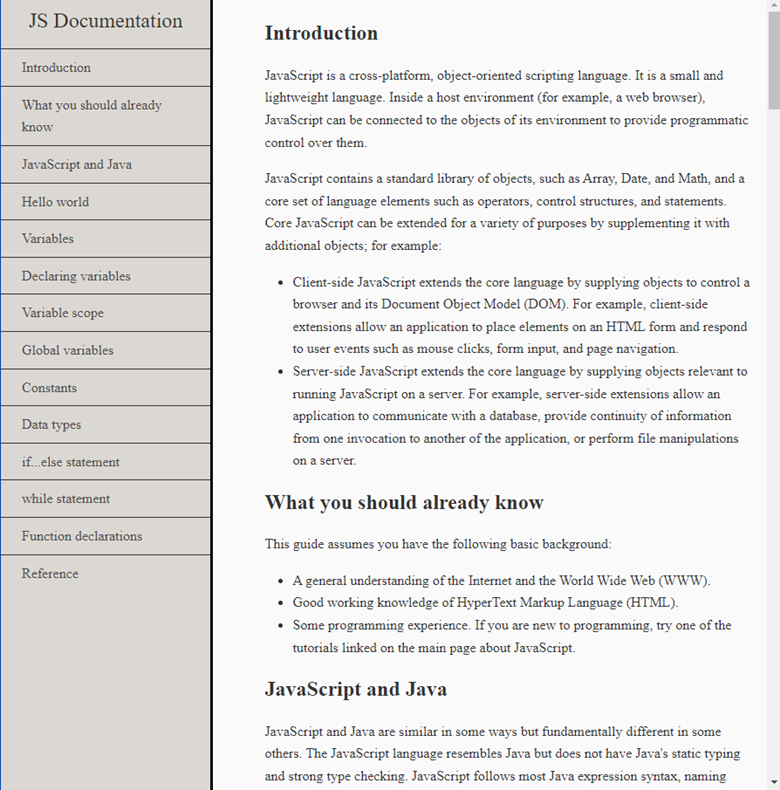 JS Documentation
Introduction
What you should already
know
JavaScript and Java
Hello world
Variables
Declaring variables
Variable scope
Global variables
Constants
Data types
if...else statement
while statement
Function declarations
Reference
Introduction
JavaScript is a cross-platform, object-oriented scripting language. It is a small and
lightweight language. Inside a host environment (for example, a web browser),
JavaScript can be connected to the objects of its environment to provide programmatic
control over them.
JavaScript contains a standard library of objects, such as Array, Date, and Math, and a
core set of language elements such as operators, control structures, and statements.
Core JavaScript can be extended for a variety of purposes by supplementing it with
additional objects; for example:
• Client-side JavaScript extends the core language by supplying objects to control a
browser and its Document Object Model (DOM). For example, client-side
extensions allow an application to place elements on an HTML form and respond
to user events such as mouse clicks, form input, and page navigation.
• Server-side JavaScript extends the core language by supplying objects relevant to
running JavaScript on a server. For example, server-side extensions allow an
application to communicate with a database, provide continuity of information
from one invocation to another of the application, or perform file manipulations
on a server.
What you should already know
This guide assumes you have the following basic background:
• A general understanding of the Internet and the World Wide Web (WWW).
• Good working knowledge of HyperText Markup Language (HTML).
• Some programming experience. If you are new to programming, try one of the
tutorials linked on the main page about JavaScript.
JavaScript and Java
JavaScript and Java are similar in some ways but fundamentally different in some
others. The JavaScript language resembles Java but does not have Java's static typing
and strong type checking. JavaScript follows most Java expression syntax, naming